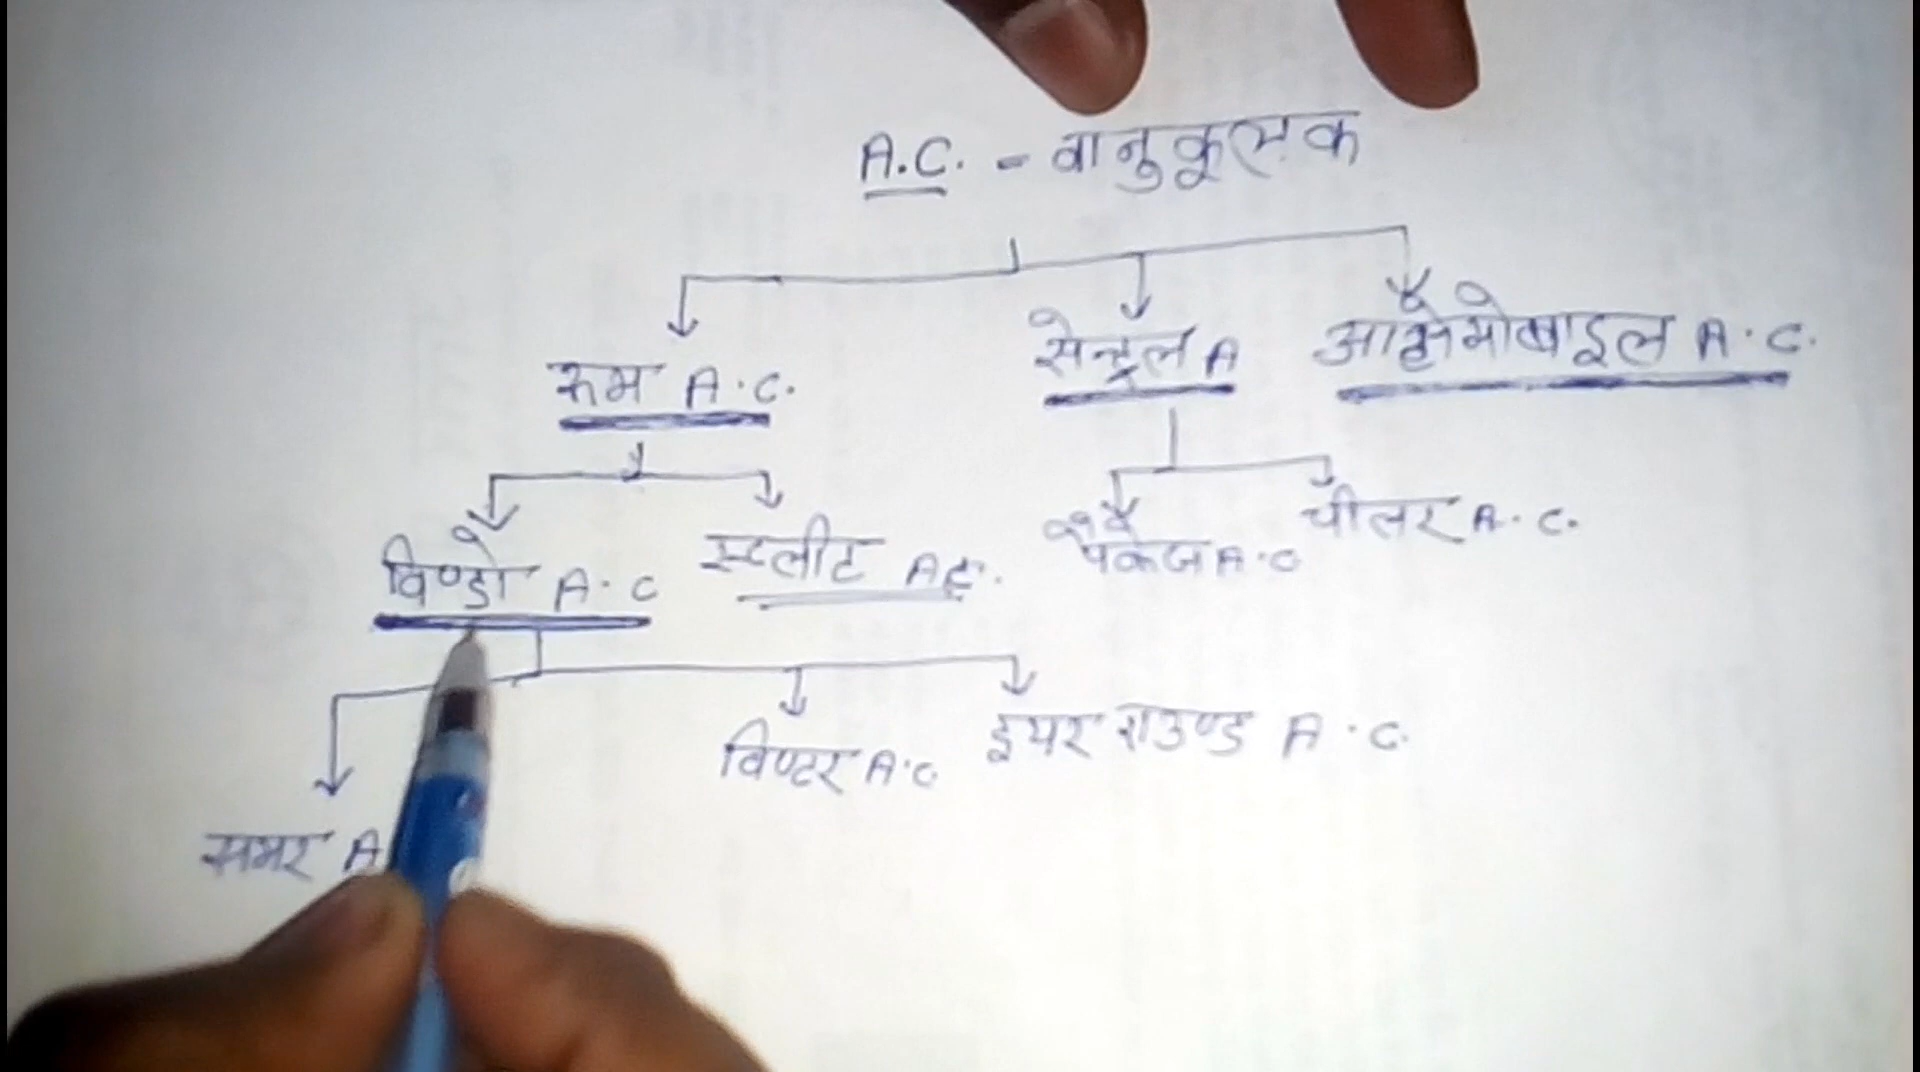 A.C. - वानुकूलक
रूम A.C.
सेन्ट्रल A
आटोमोबाइल A.C.
विण्डो A.C
स्प्लीट A.C.
पैकेज A.C
चीलर A.C.
समर A
विण्टर A.C
इयर राउण्ड A.C.